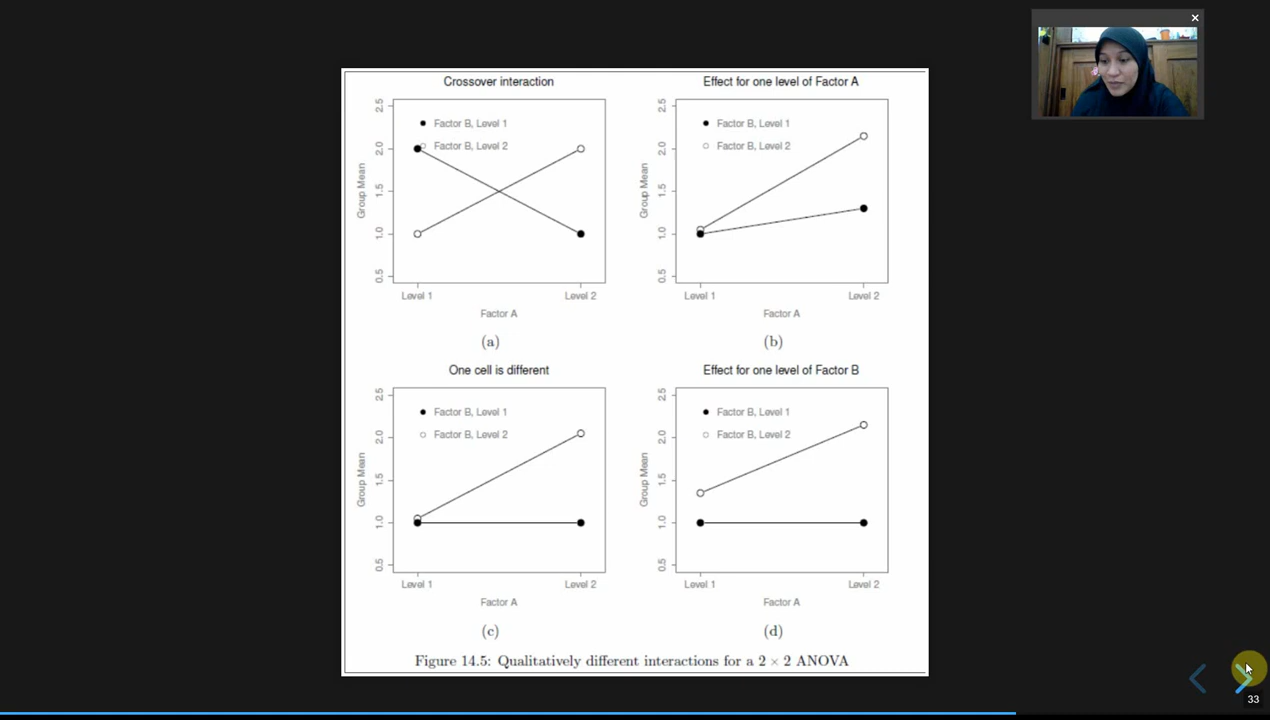 Crossover interaction
2.5
2.0
1.5
1.0
0.5
Group Mean
Factor B, Level 1
Factor B, Level 2
Level 1
Level 2
Factor A
(a)
Effect for one level of Factor A
2.5
2.0
1.5
1.0
0.5
Group Mean
Factor B, Level 1
Factor B, Level 2
Level 1
Level 2
Factor A
(b)
One cell is different
2.5
2.0
1.5
1.0
0.5
Group Mean
Factor B, Level 1
Factor B, Level 2
Level 1
Level 2
Factor A
(c)
Effect for one level of Factor B
2.5
2.0
1.5
1.0
0.5
Group Mean
Factor B, Level 1
Factor B, Level 2
Level 1
Level 2
Factor A
(d)
Figure 14.5: Qualitatively different interactions for a 2 × 2 ANOVA
33